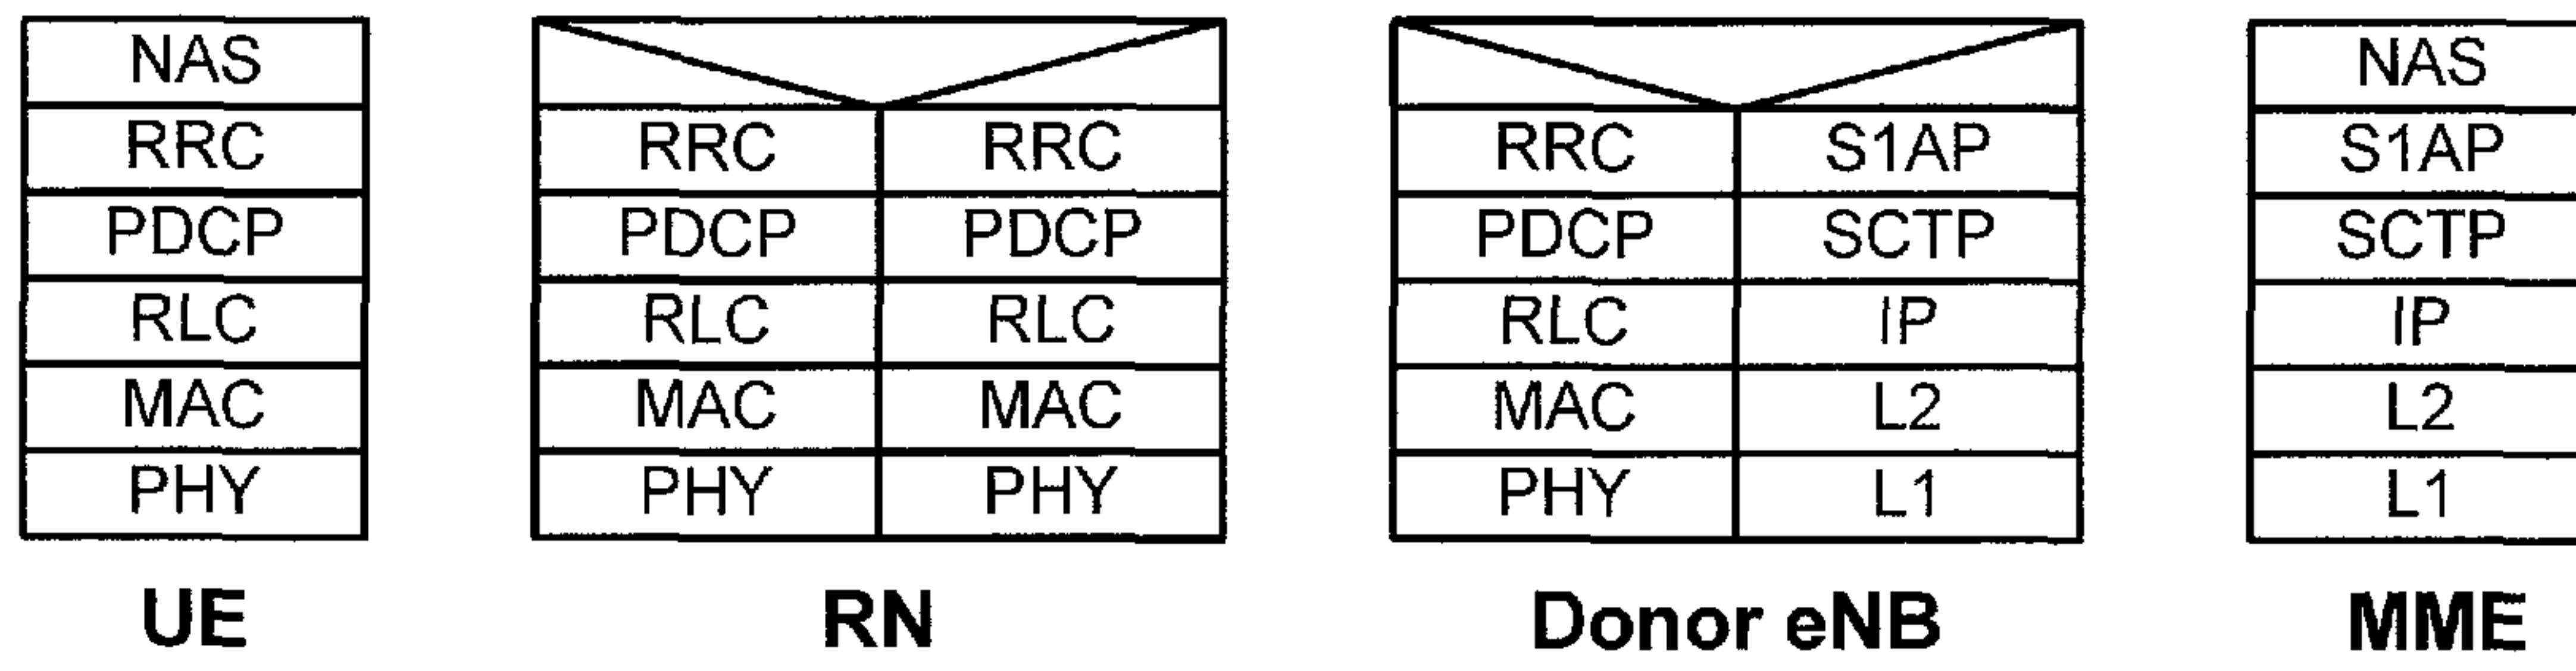 NAS NAS
RRC RRC RRC RRC S1AP S1AP
PDCP PDCP PDCP PDCP SCTP SCTP
RLC RLC RLC RLC IP IP
MAC MAC MAC MAC L2 L2
PHY PHY PHY PHY L1 L1
UE RN Donor eNB MME